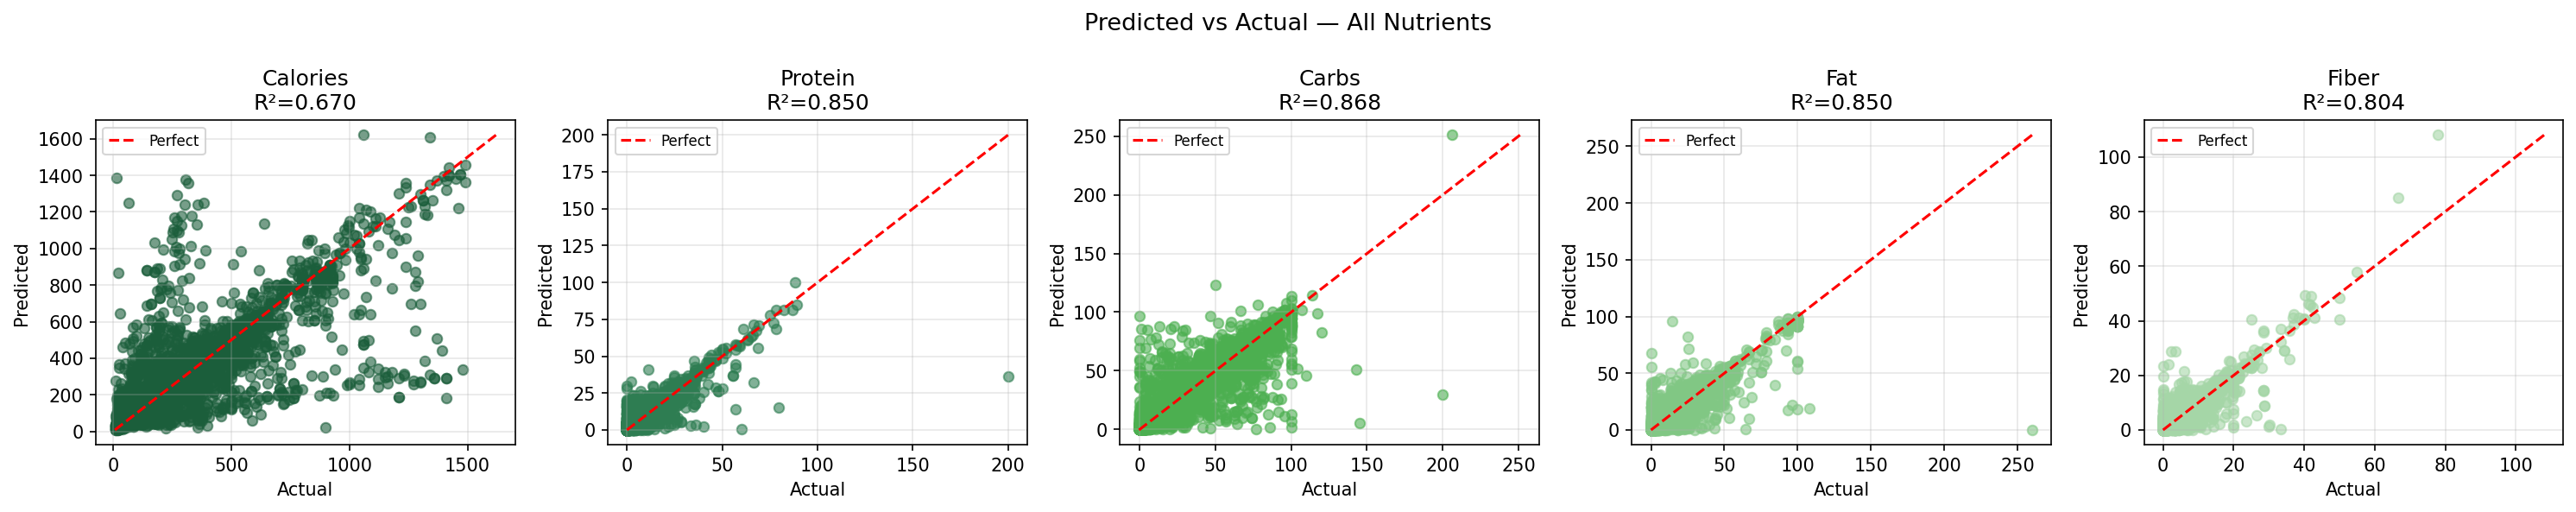 Predicted vs Actual — All Nutrients
Calories
R²=0.670
Perfect
1600
1400
1200
1000
800
600
400
200
0
0 500 1000 1500
Predicted
Actual
Protein
R²=0.850
Perfect
200
175
150
125
100
75
50
25
0
0 50 100 150 200
Predicted
Actual
Carbs
R²=0.868
Perfect
250
200
150
100
50
0
0 50 100 150 200 250
Predicted
Actual
Fat
R²=0.850
Perfect
250
200
150
100
50
0
0 50 100 150 200 250
Predicted
Actual
Fiber
R²=0.804
Perfect
100
80
60
40
20
0
0 20 40 60 80 100
Predicted
Actual